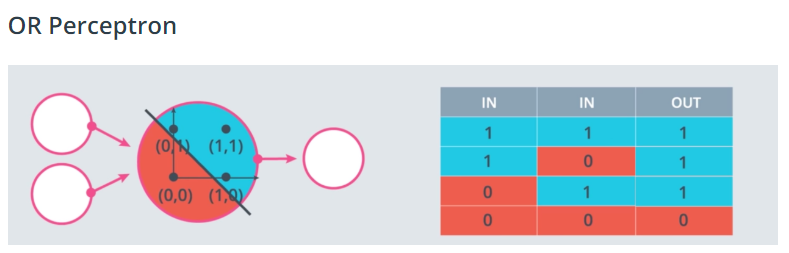 OR Perceptron
(0,1) (1,1)
(0,0) (1,0)
IN IN OUT
1 1 1
1 0 1
0 1 1
0 0 0